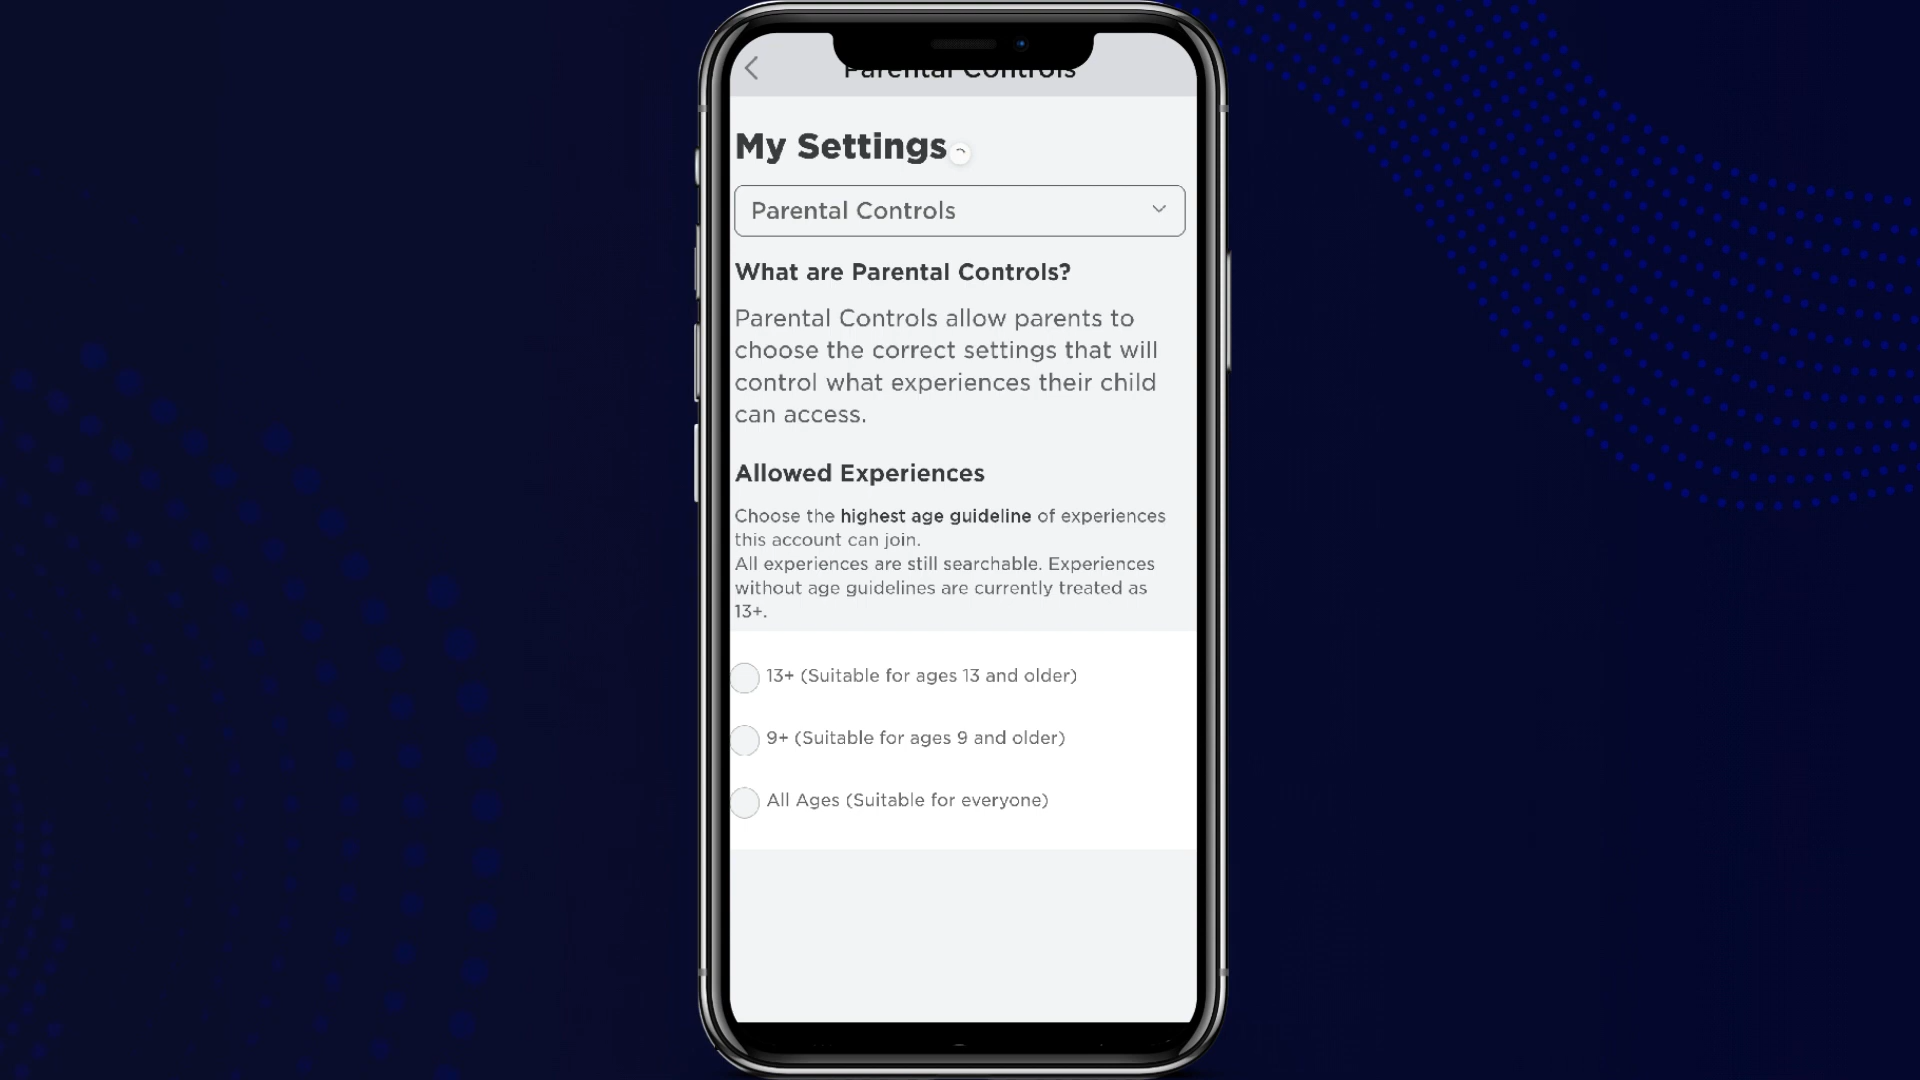 Parental Controls
My Settings
Parental Controls
What are Parental Controls?
Parental Controls allow parents to
choose the correct settings that will
control what experiences their child
can access.
Allowed Experiences
Choose the highest age guideline of experiences
this account can join.
All experiences are still searchable. Experiences
without age guidelines are currently treated as
13+.
13+ (Suitable for ages 13 and older)
9+ (Suitable for ages 9 and older)
All Ages (Suitable for everyone)